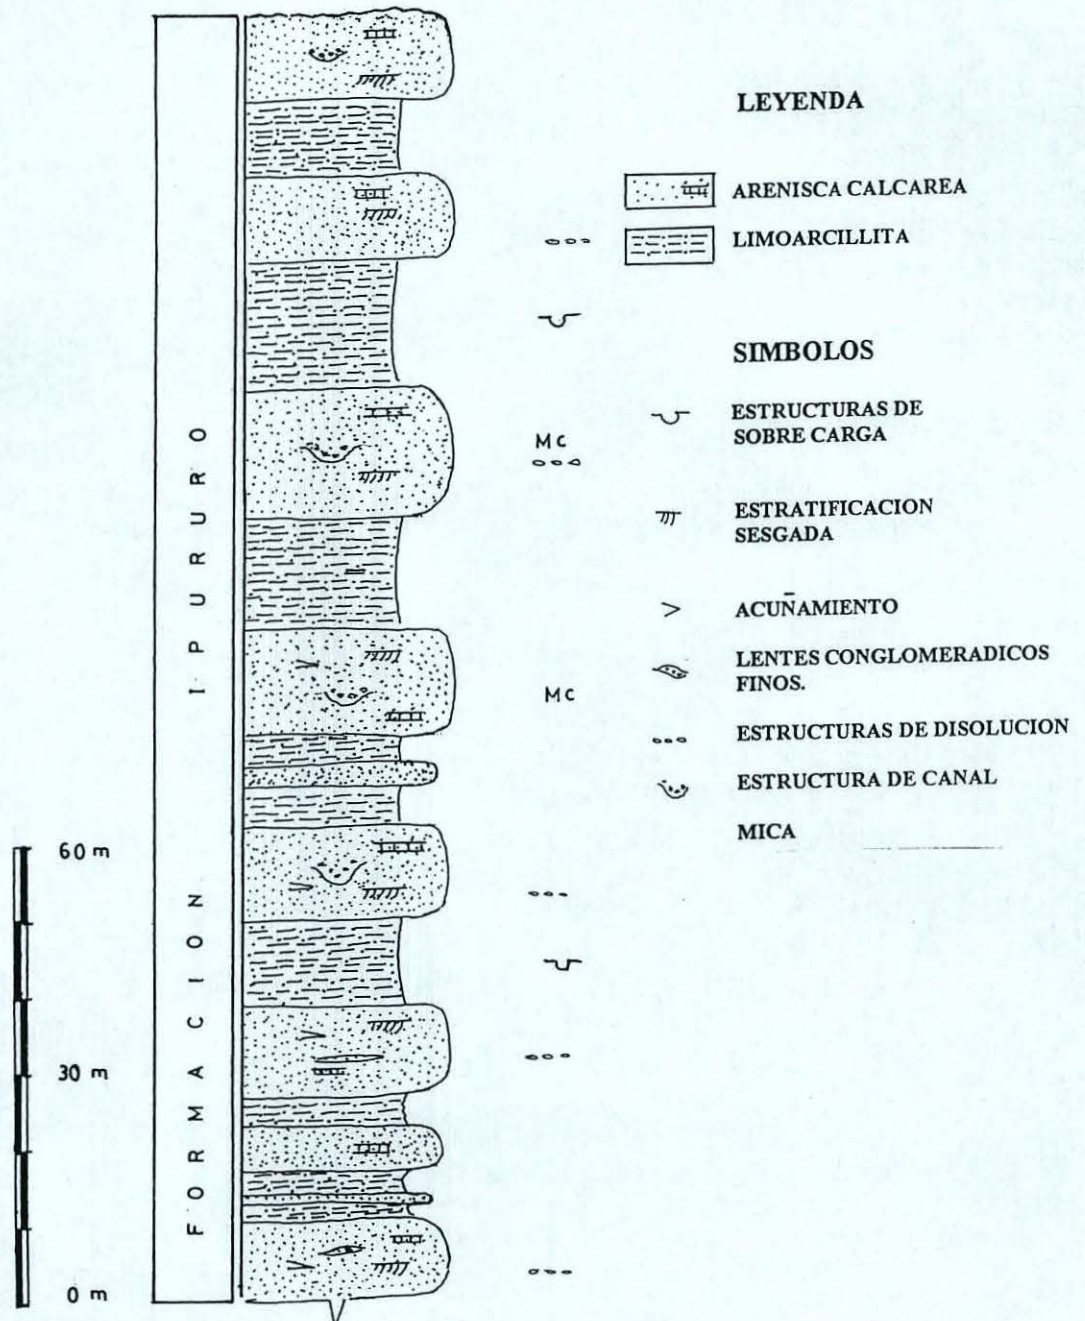 LEYENDA
ARENISCA CALCAREA
LIMOARCILLITA
SIMBOLOS
ESTRUCTURAS DE
SOBRE CARGA
ESTRATIFICACION
SESGADA
ACUÑAMIENTO
LENTES CONGLOMERADICOS
FINOS.
ESTRUCTURAS DE DISOLUCION
ESTRUCTURA DE CANAL
MICA
Mc
Mc
FORMACION IPURURO
60 m
30 m
0 m